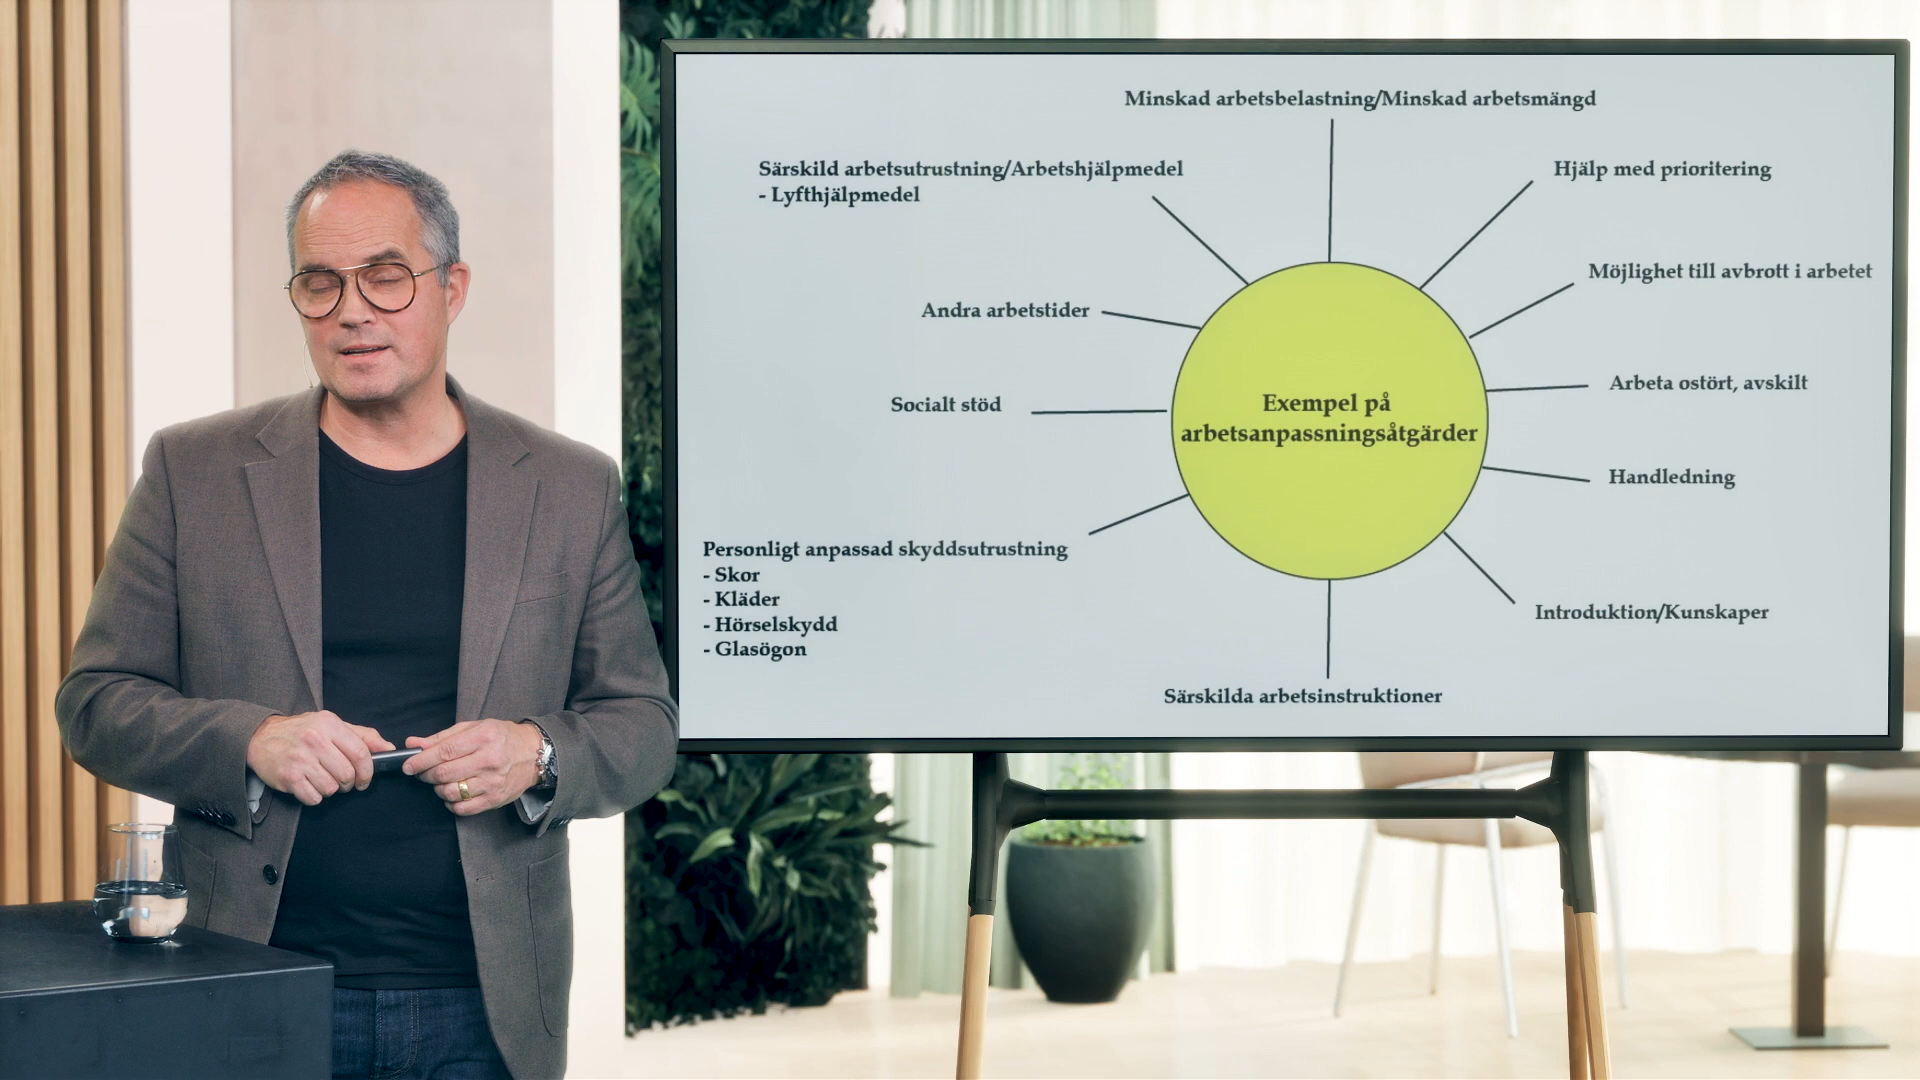 Minskad arbetsbelastning/Minskad arbetsmängd
Särskild arbetsutrustning/Arbetshjälpmedel
- Lyfthjälpmedel
Hjälp med prioritering
Möjlighet till avbrott i arbetet
Andra arbetstider
Arbeta ostört, avskilt
Socialt stöd
Exempel på
arbetsanpassningsåtgärder
Handledning
Personligt anpassad skyddsutrustning
- Skor
- Kläder
- Hörselskydd
- Glasögon
Introduktion/Kunskaper
Särskilda arbetsinstruktioner